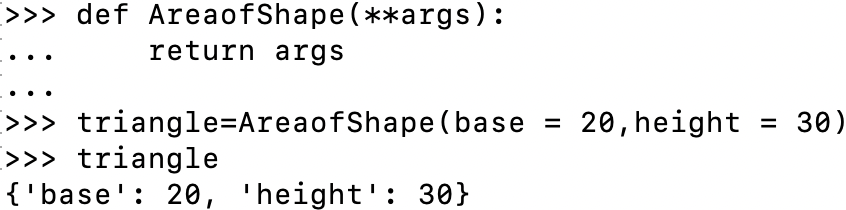 >>> def AreaofShape(**args):
...     return args
...
>>> triangle=AreaofShape(base = 20,height = 30)
>>> triangle
{'base': 20, 'height': 30}